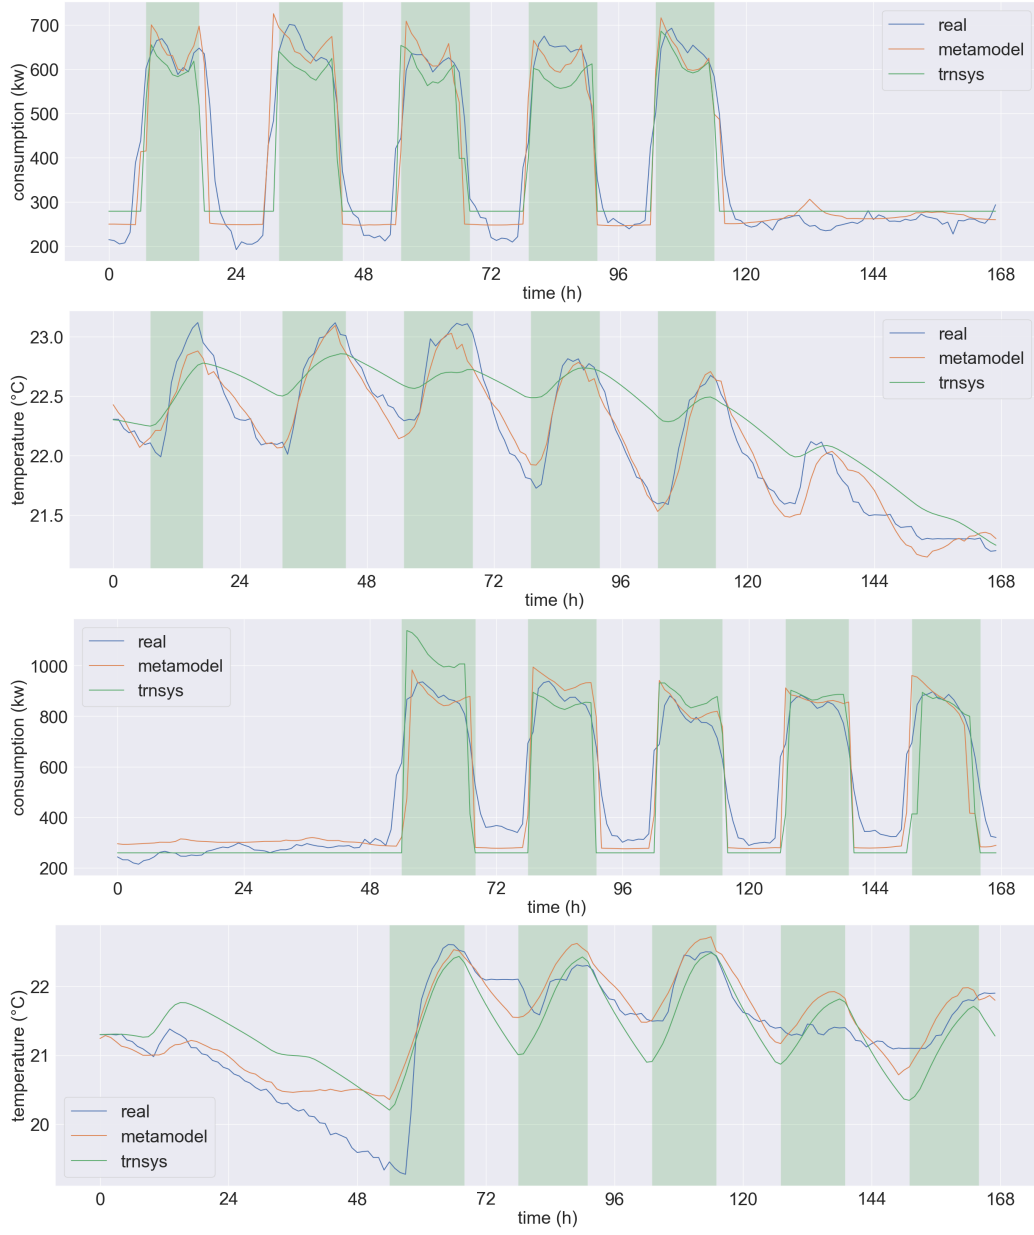 700
600
500
400
300
200
consumption (kw)
real
metamodel
trnsys
0 24 48 72 96 120 144 168
time (h)
23.0
22.5
22.0
21.5
temperature (°C)
real
metamodel
trnsys
0 24 48 72 96 120 144 168
time (h)
1000
800
600
400
200
consumption (kw)
real
metamodel
trnsys
0 24 48 72 96 120 144 168
time (h)
22
21
20
temperature (°C)
real
metamodel
trnsys
0 24 48 72 96 120 144 168
time (h)